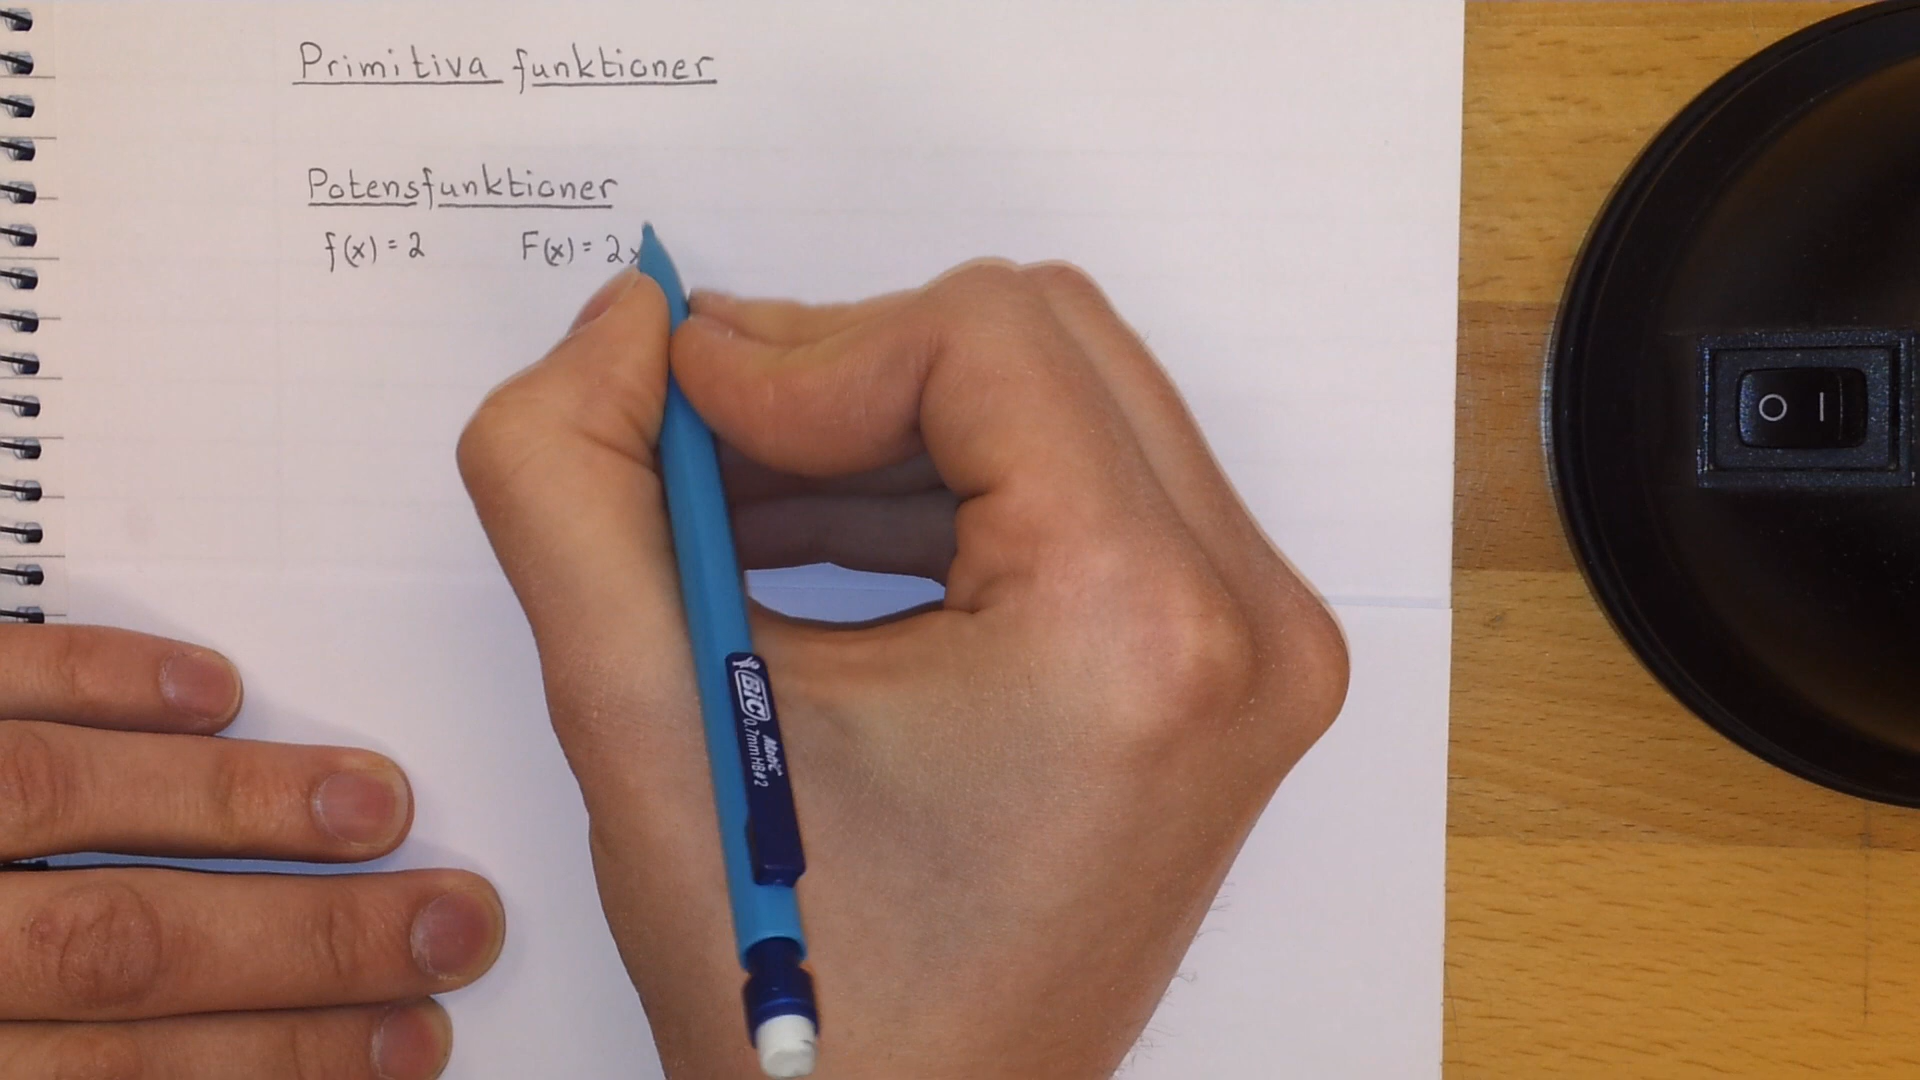 Primitiva funktioner
Potensfunktioner
f(x) = 2 F(x) = 2x
BIC
0.7mm HB#2